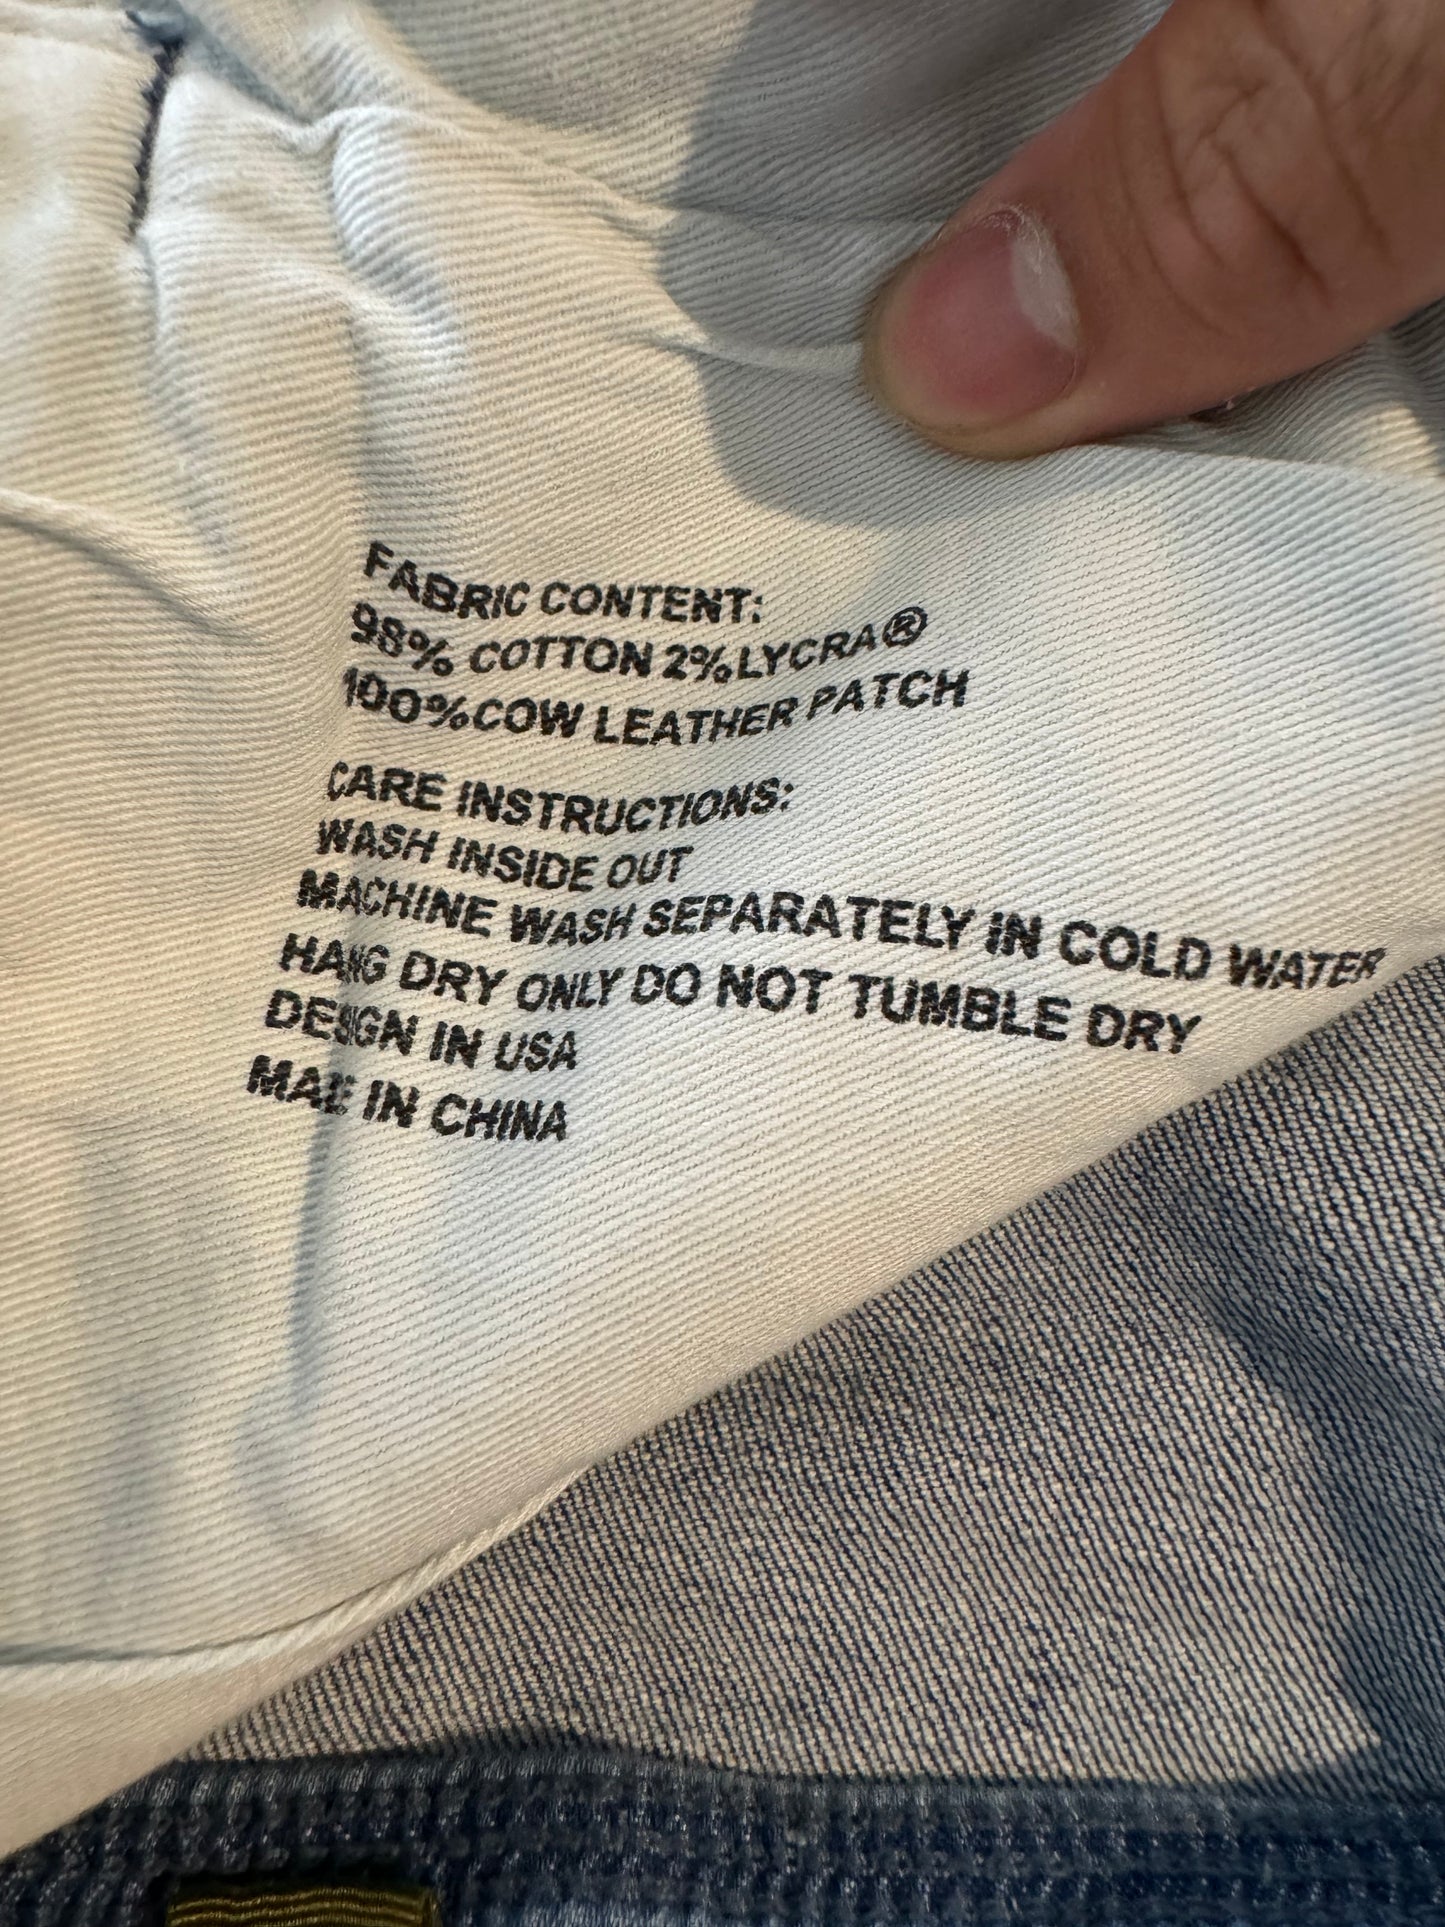 FABRIC CONTENT:
98% COTTON 2% LYCRA®
100% COW LEATHER PATCH
CARE INSTRUCTIONS:
WASH INSIDE OUT
MACHINE WASH SEPARATELY IN COLD WATER
HANG DRY ONLY DO NOT TUMBLE DRY
DESIGN IN USA
MADE IN CHINA